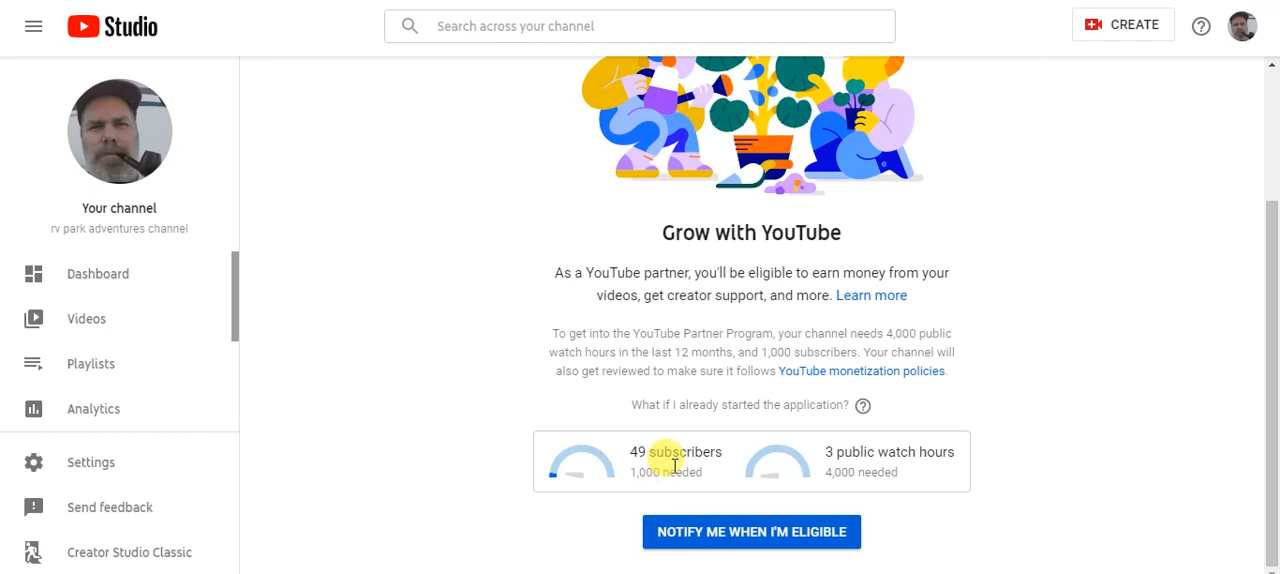 Studio
Search across your channel
CREATE
Your channel
rv park adventures channel
Dashboard
Videos
Playlists
Analytics
Settings
Send feedback
Creator Studio Classic
Grow with YouTube
As a YouTube partner, you'll be eligible to earn money from your
videos, get creator support, and more. Learn more
To get into the YouTube Partner Program, your channel needs 4,000 public
watch hours in the last 12 months, and 1,000 subscribers. Your channel will
also get reviewed to make sure it follows YouTube monetization policies.
What if I already started the application?
49 subscribers
1,000 needed
3 public watch hours
4,000 needed
NOTIFY ME WHEN I'M ELIGIBLE